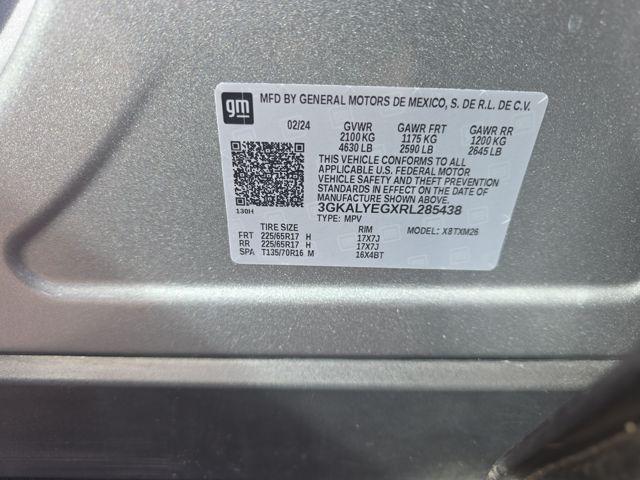 gm MFD BY GENERAL MOTORS DE MEXICO, S. DE R.L. DE C.V.
02/24 GVWR GAWR FRT GAWR RR
2100 KG 1175 KG 1200 KG
4630 LB 2590 LB 2645 LB
THIS VEHICLE CONFORMS TO ALL
APPLICABLE U.S. FEDERAL MOTOR
VEHICLE SAFETY AND THEFT PREVENTION
STANDARDS IN EFFECT ON THE DATE OF
MANUFACTURE SHOWN ABOVE.
130H 3GKALYEGXRL285438
TYPE: MPV MODEL: X8TXM26
TIRE SIZE RIM
FRT 225/65R17 H 17X7J
RR 225/65R17 H 17X7J
SPA T135/70R16 M 16X4BT